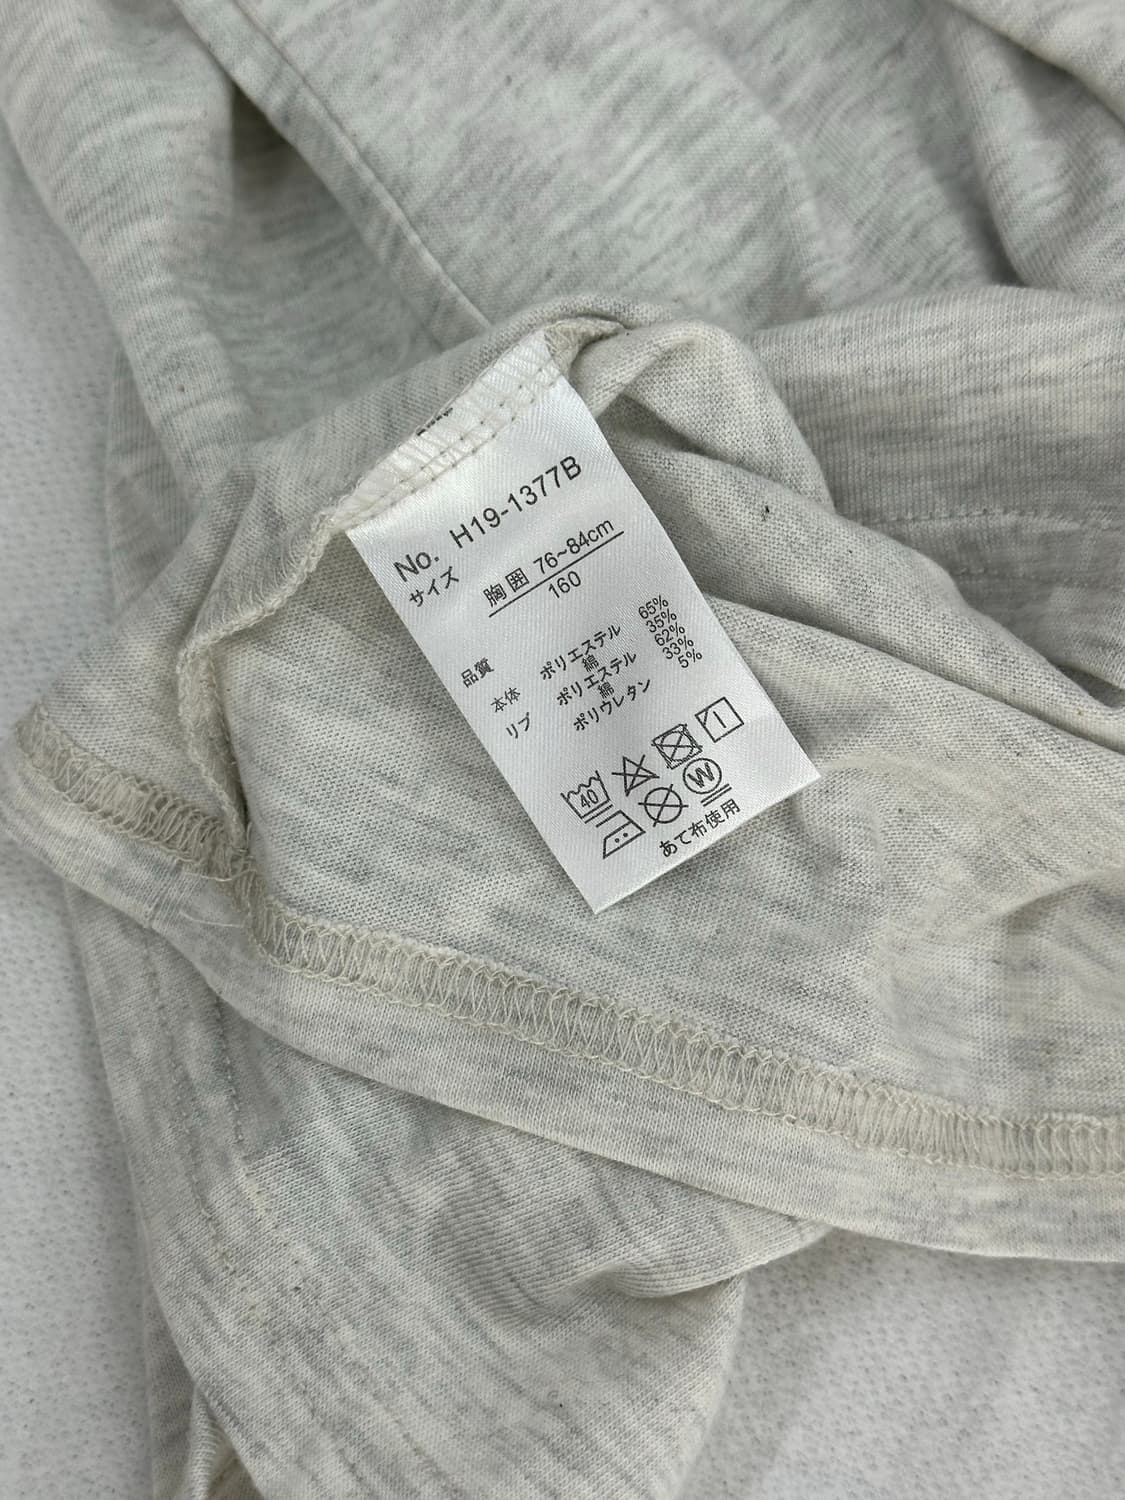 No. H19-1377B
サイズ 胸囲 76~84cm
160
品質
本体 ポリエステル 65%
綿 35%
リブ ポリエステル 62%
綿 33%
ポリウレタン 5%
40
W
あて布使用